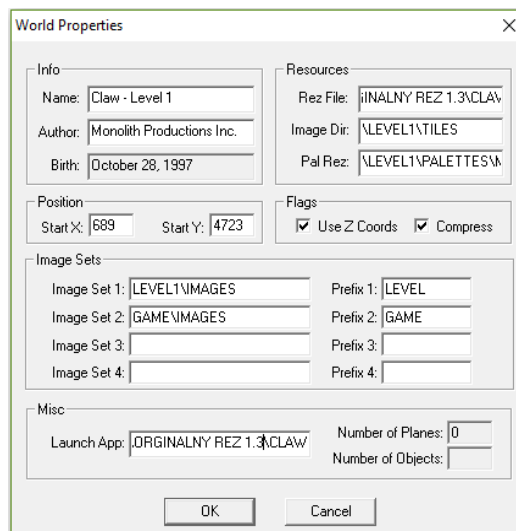 World Properties
Info
Name: Claw - Level 1
Author: Monolith Productions Inc.
Birth: October 28, 1997
Resources
Rez File: INALNY REZ 1.3\CLAV
Image Dir: \LEVEL1\TILES
Pal Rez: \LEVEL1\PALETTES\M
Position
Start X: 689 Start Y: 4723
Flags
Use Z Coords Compress
Image Sets
Image Set 1: LEVEL1\IMAGES Prefix 1: LEVEL
Image Set 2: GAME\IMAGES Prefix 2: GAME
Image Set 3: Prefix 3:
Image Set 4: Prefix 4:
Misc
Launch App: .ORGINALNY REZ 1.3\CLAW
Number of Planes: 0
Number of Objects:
OK Cancel